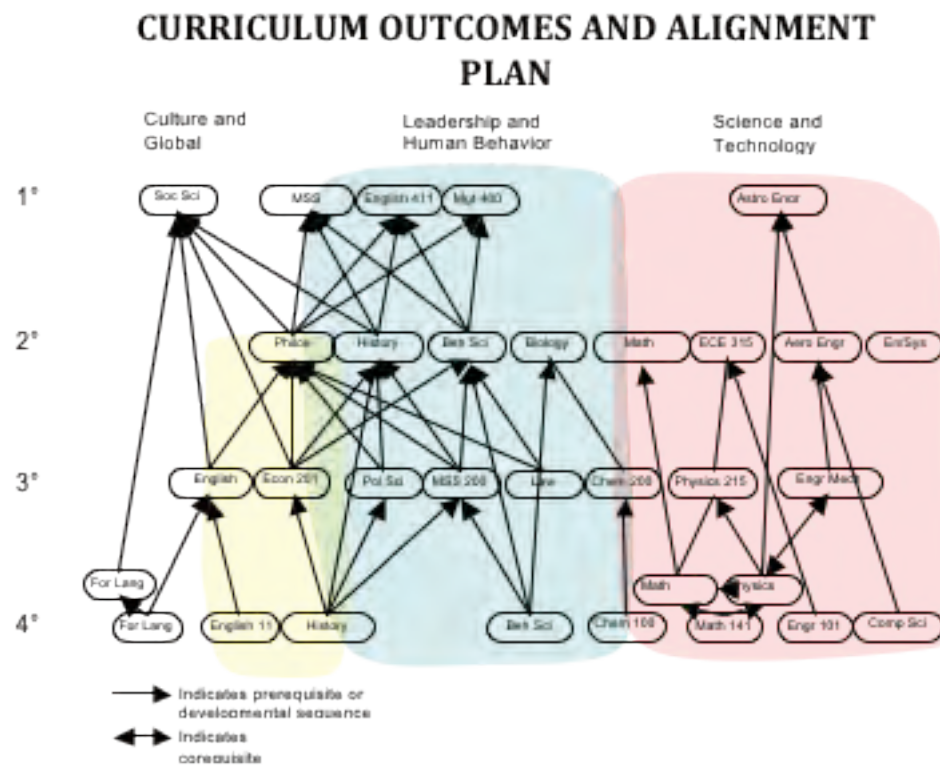 CURRICULUM OUTCOMES AND ALIGNMENT
PLAN
Culture and
Global
Leadership and
Human Behavior
Science and
Technology
1°
Soc Sci
MSS
English 411
Astro Engr
2°
Philos
History
Beh Sci
Biology
Math
ECE 315
Aero Engr
3°
English
Econ 201
Pol Sci
MSS 200
Law
Chem 200
Physics 215
Engr Mech
For Lang
Math
Physics
4°
For Lang
English 11
History
Beh Sci
Chem 100
Math 141
Engr 101
Comp Sci
Indicates prerequisite or
developmental sequence
Indicates
corequisite